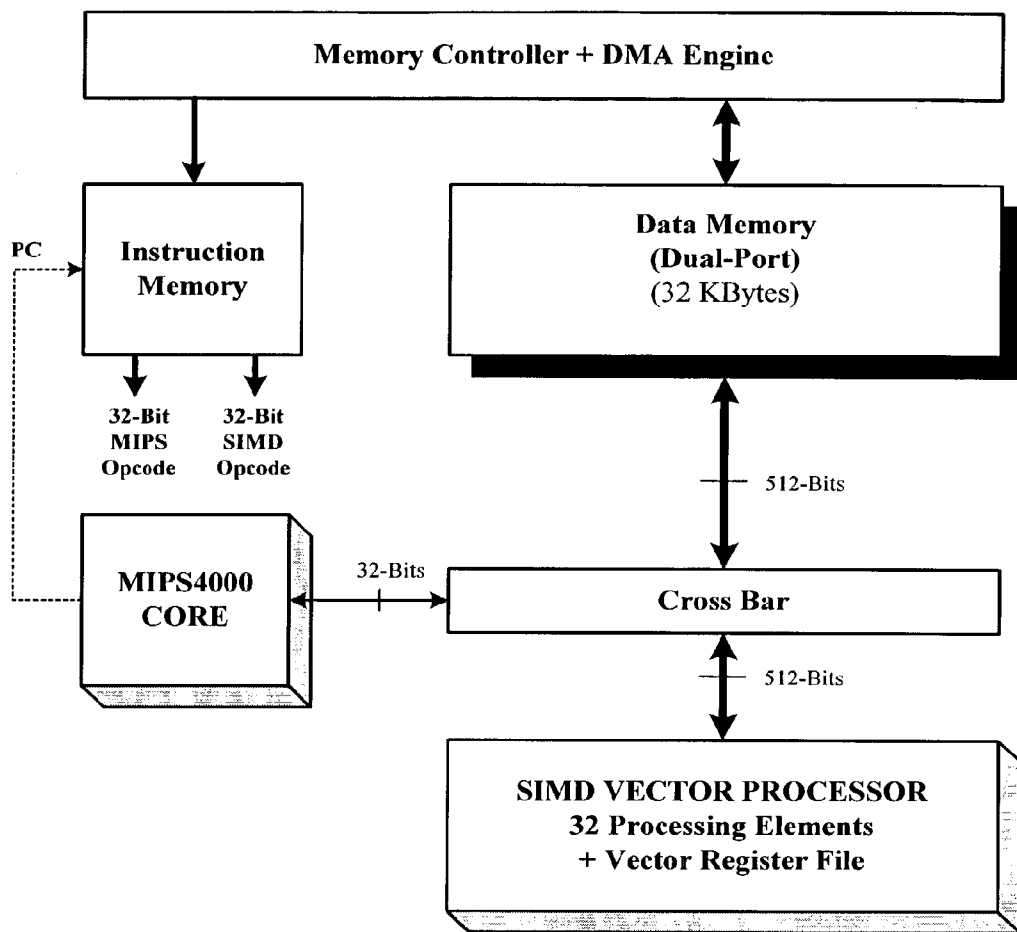 Memory Controller + DMA Engine
PC
Instruction
Memory
Data Memory
(Dual-Port)
(32 KBytes)
32-Bit
MIPS
Opcode
32-Bit
SIMD
Opcode
512-Bits
MIPS4000
CORE
32-Bits
Cross Bar
512-Bits
SIMD VECTOR PROCESSOR
32 Processing Elements
+ Vector Register File